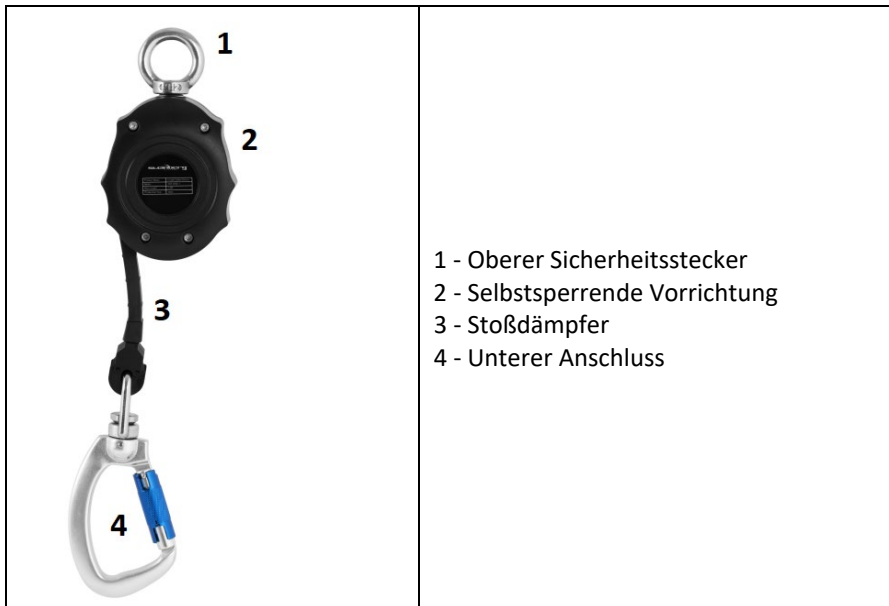 1
2
3
4
1 - Oberer Sicherheitsstecker
2 - Selbstsperrende Vorrichtung
3 - Stoßdämpfer
4 - Unterer Anschluss